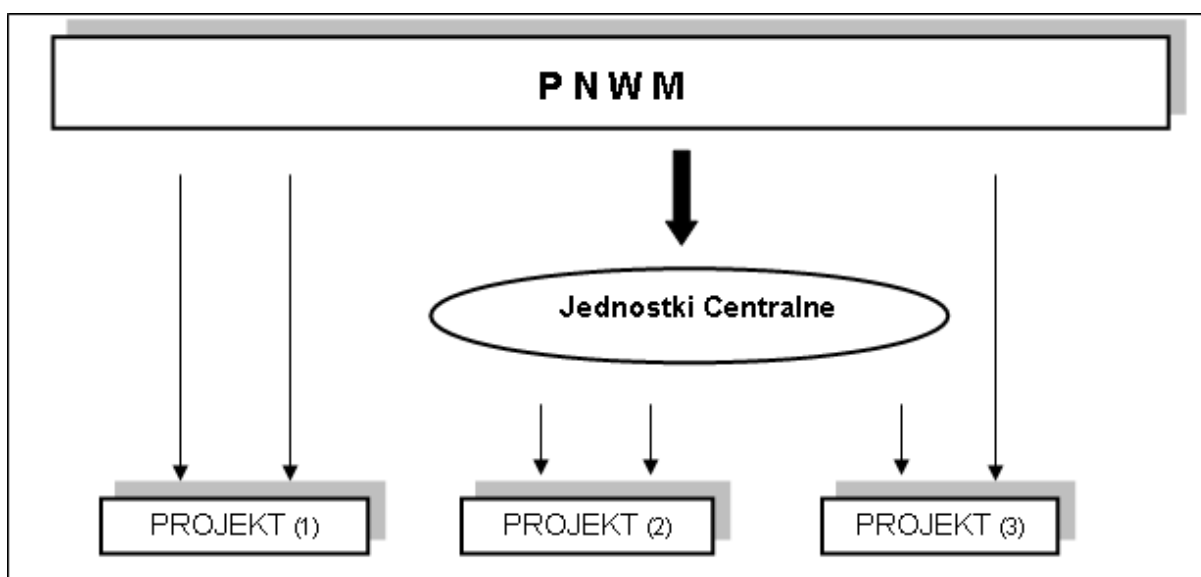 P N W M
Jednostki Centralne
PROJEKT (1)
PROJEKT (2)
PROJEKT (3)